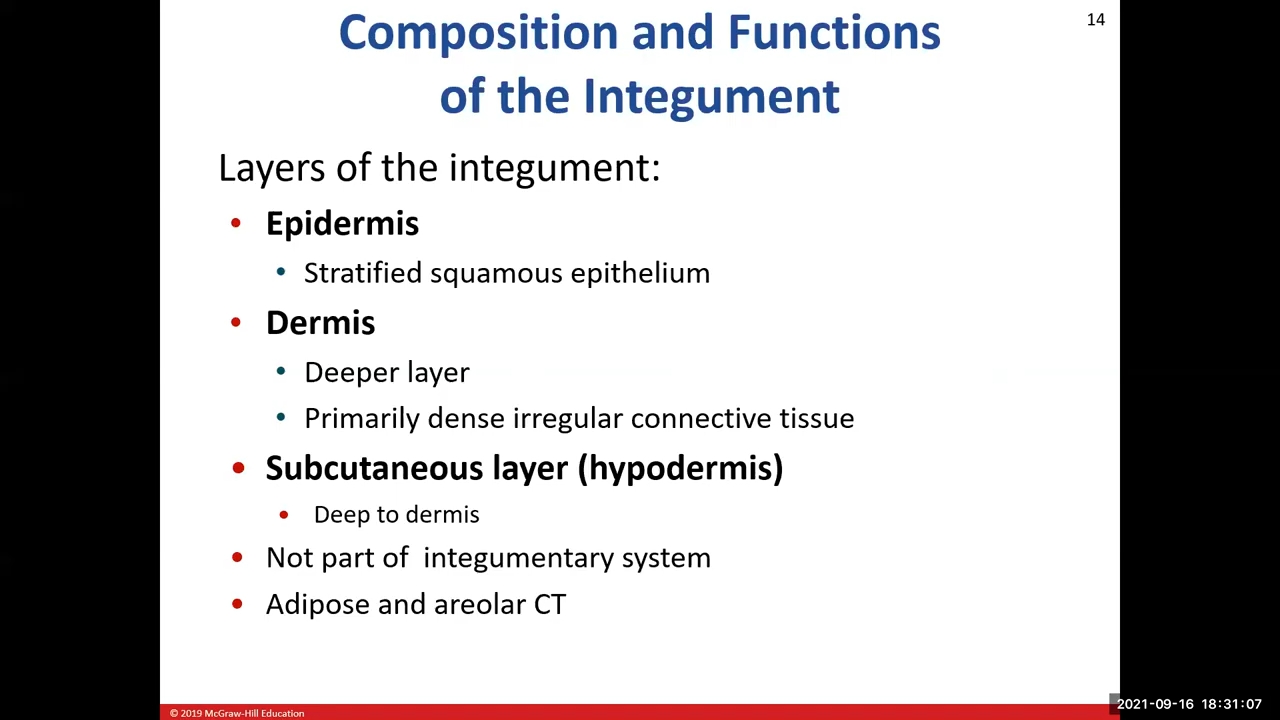 14
Composition and Functions
of the Integument
Layers of the integument:
• Epidermis
• Stratified squamous epithelium
• Dermis
• Deeper layer
• Primarily dense irregular connective tissue
• Subcutaneous layer (hypodermis)
• Deep to dermis
• Not part of  integumentary system
• Adipose and areolar CT
© 2019 McGraw-Hill Education
2021-09-16 18:31:07